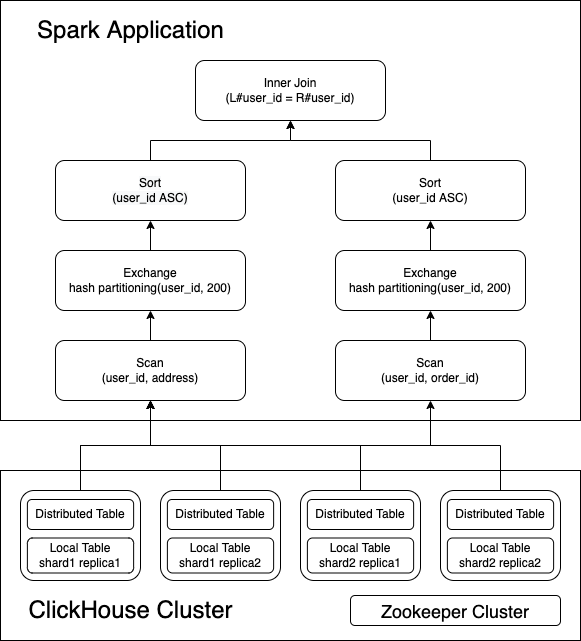 Spark Application
Inner Join
(L#user_id = R#user_id)
Sort
(user_id ASC)
Sort
(user_id ASC)
Exchange
hash partitioning(user_id, 200)
Exchange
hash partitioning(user_id, 200)
Scan
(user_id, address)
Scan
(user_id, order_id)
Distributed Table
Local Table
shard1 replica1
Distributed Table
Local Table
shard1 replica2
Distributed Table
Local Table
shard2 replica1
Distributed Table
Local Table
shard2 replica2
ClickHouse Cluster
Zookeeper Cluster